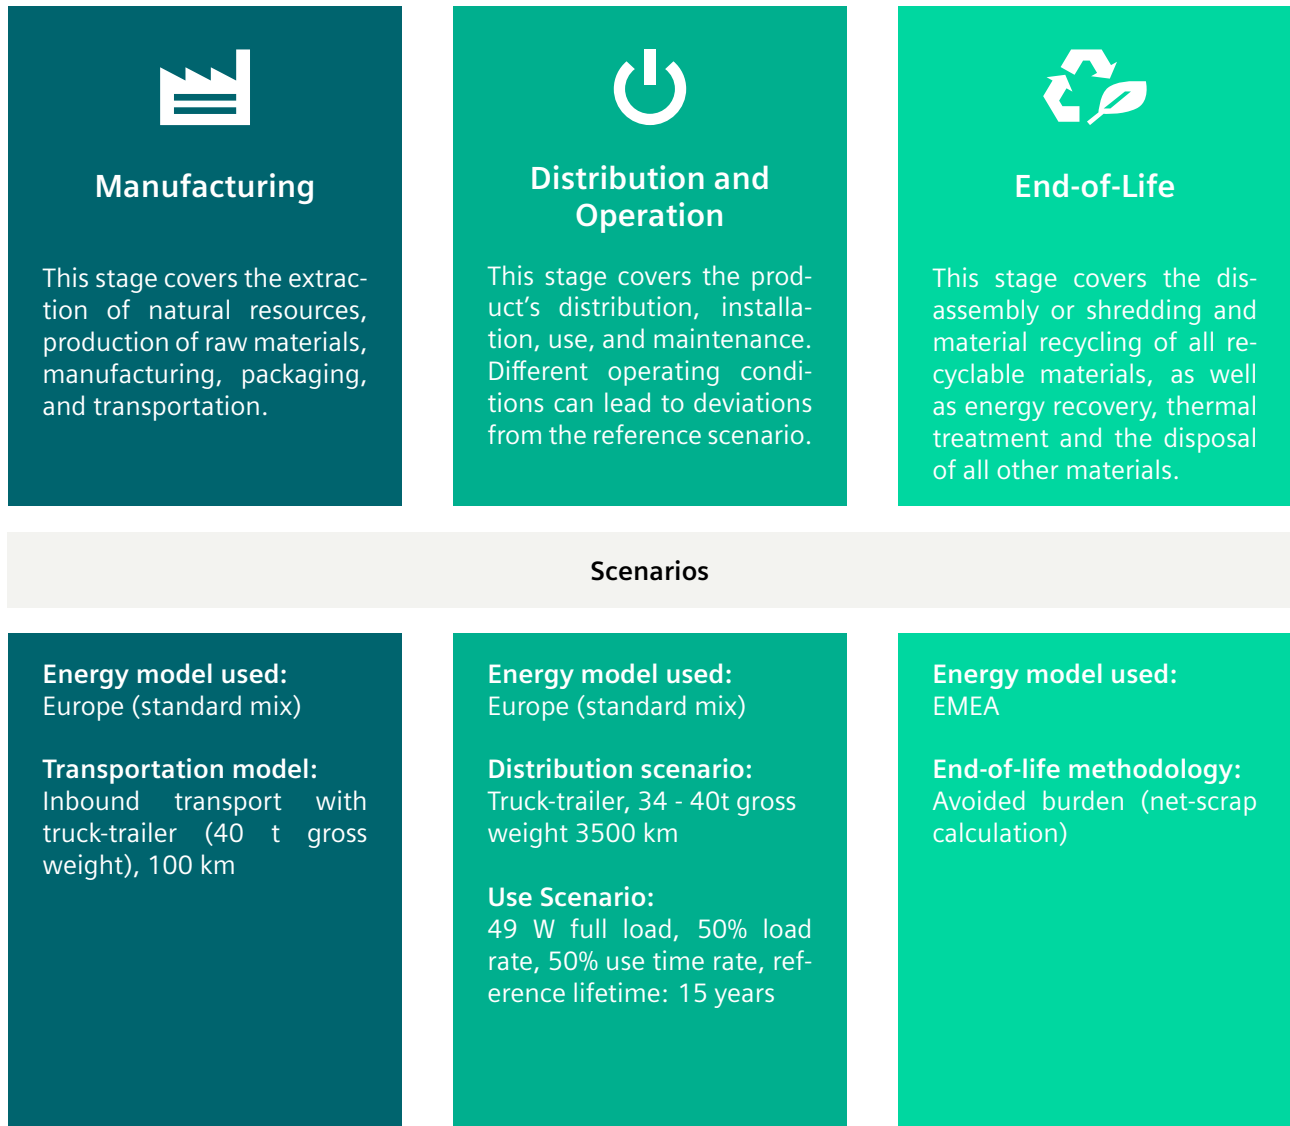 Manufacturing
This stage covers the extrac-
tion of natural resources,
production of raw materials,
manufacturing, packaging,
and transportation.
Distribution and
Operation
This stage covers the prod-
uct's distribution, installa-
tion, use, and maintenance.
Different operating condi-
tions can lead to deviations
from the reference scenario.
End-of-Life
This stage covers the dis-
assembly or shredding and
material recycling of all re-
cyclable materials, as well
as energy recovery, thermal
treatment and the disposal
of all other materials.
Scenarios
Energy model used:
Europe (standard mix)
Transportation model:
Inbound transport with
truck-trailer (40 t gross
weight), 100 km
Energy model used:
Europe (standard mix)
Distribution scenario:
Truck-trailer, 34 - 40t gross
weight 3500 km
Use Scenario:
49 W full load, 50% load
rate, 50% use time rate, ref-
erence lifetime: 15 years
Energy model used:
EMEA
End-of-life methodology:
Avoided burden (net-scrap
calculation)